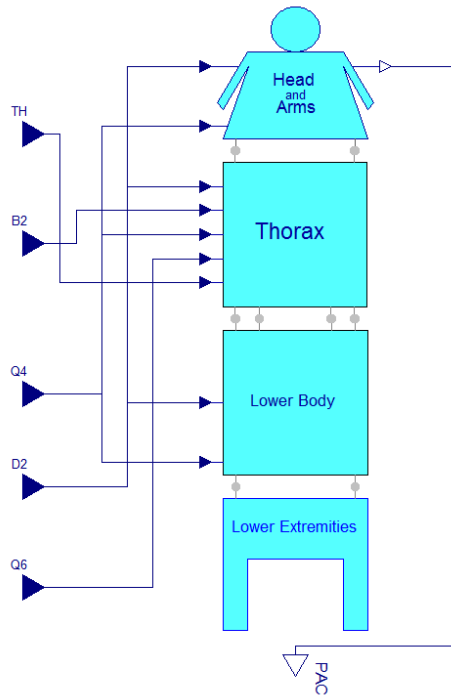 Head
and
Arms
TH
B2
Thorax
Q4
Lower Body
D2
Lower Extremities
Q6
PAC